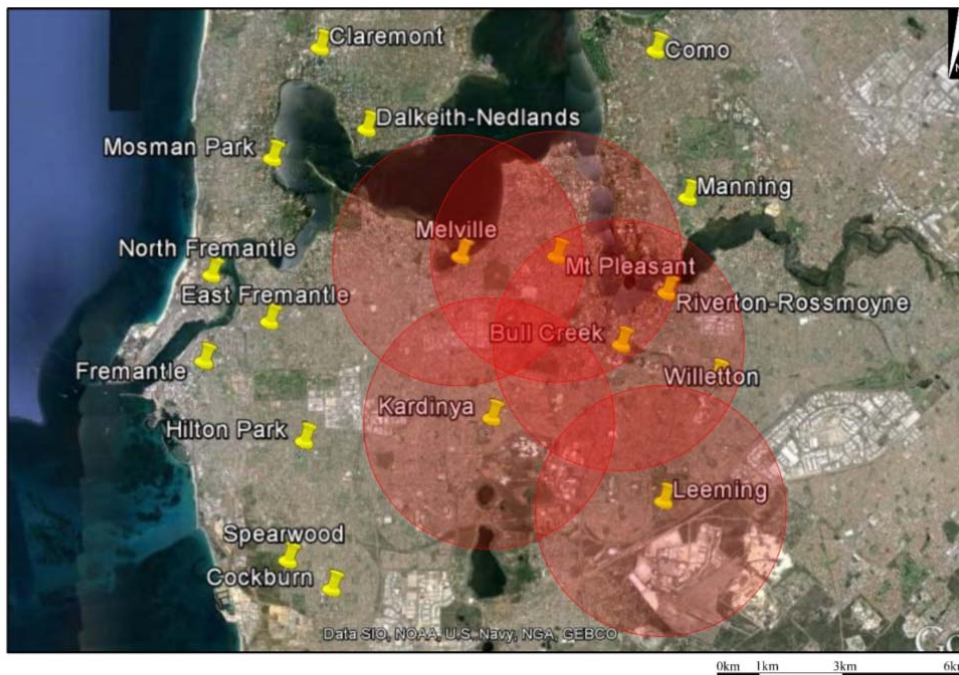 Claremont
Como
N
Dalkeith-Nedlands
Mosman Park
Manning
Melville
North Fremantle
Mt Pleasant
East Fremantle
Riverton-Rossmoyne
Bull Creek
Fremantle
Willetton
Kardinya
Hilton Park
Leeming
Spearwood
Cockburn
Data SIO, NOAA, U.S. Navy, NGA, GEBCO
Go
0km 1km 3km 6km